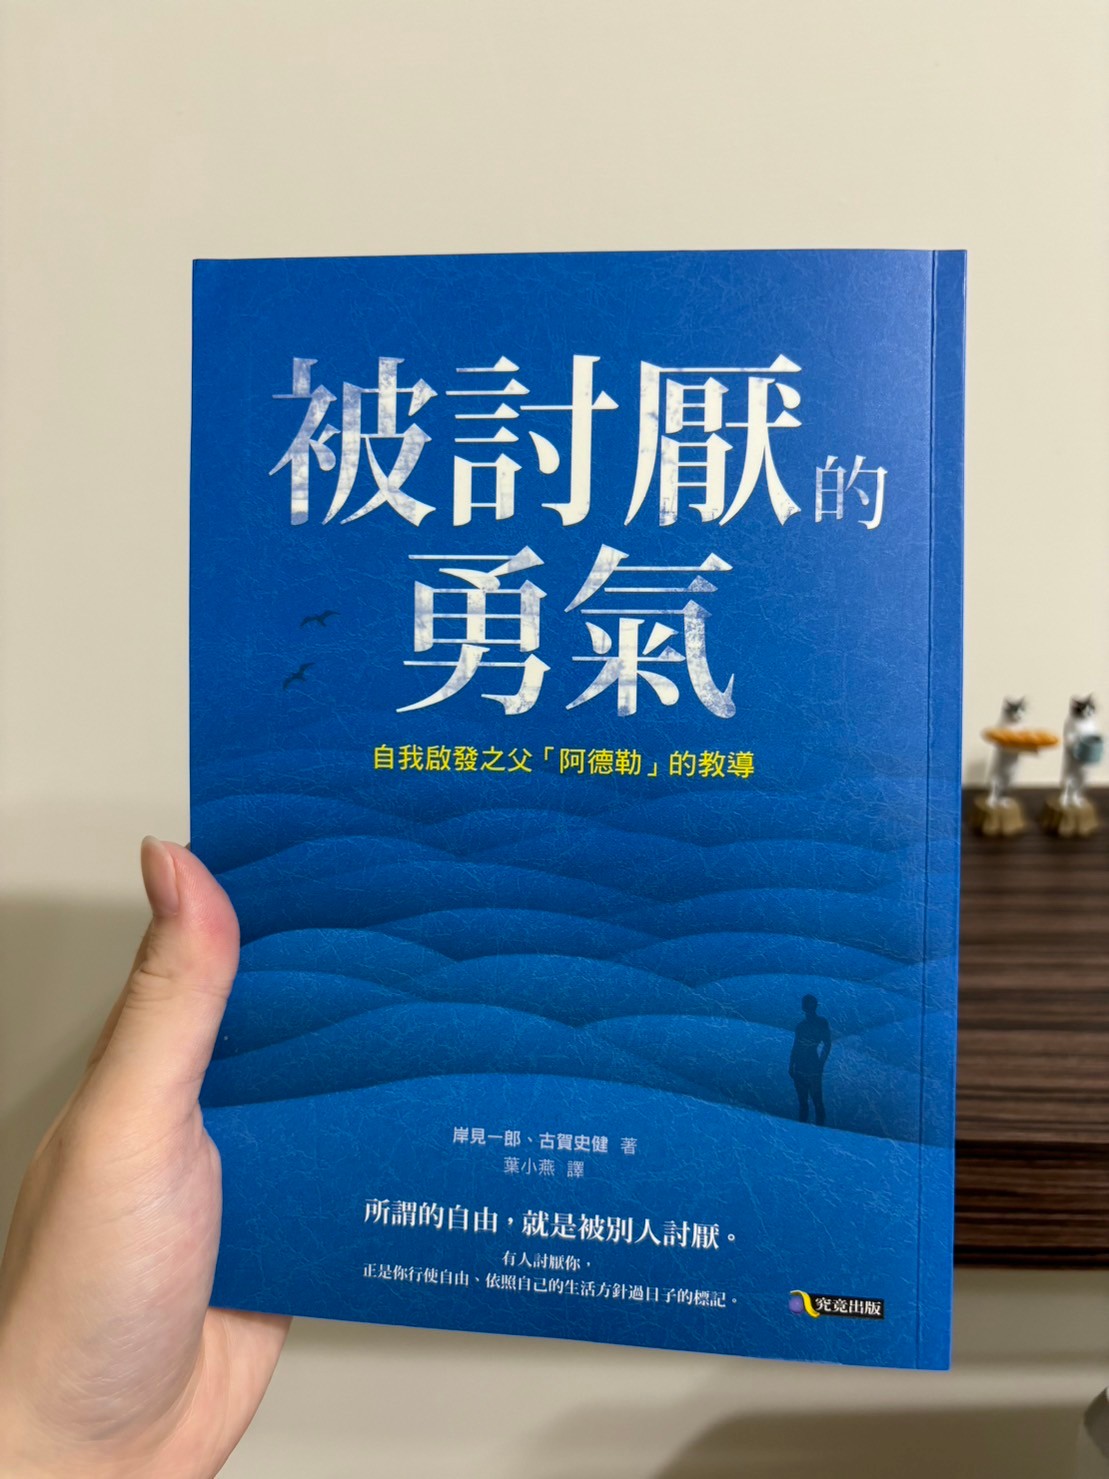 被討厭的
勇氣
自我啟發之父「阿德勒」的教導
岸見一郎、古賀史健 著
葉小燕 譯
所謂的自由，就是被別人討厭。
有人討厭你，
正是你行使自由、依照自己的生活方針過日子的標記。
究竟出版